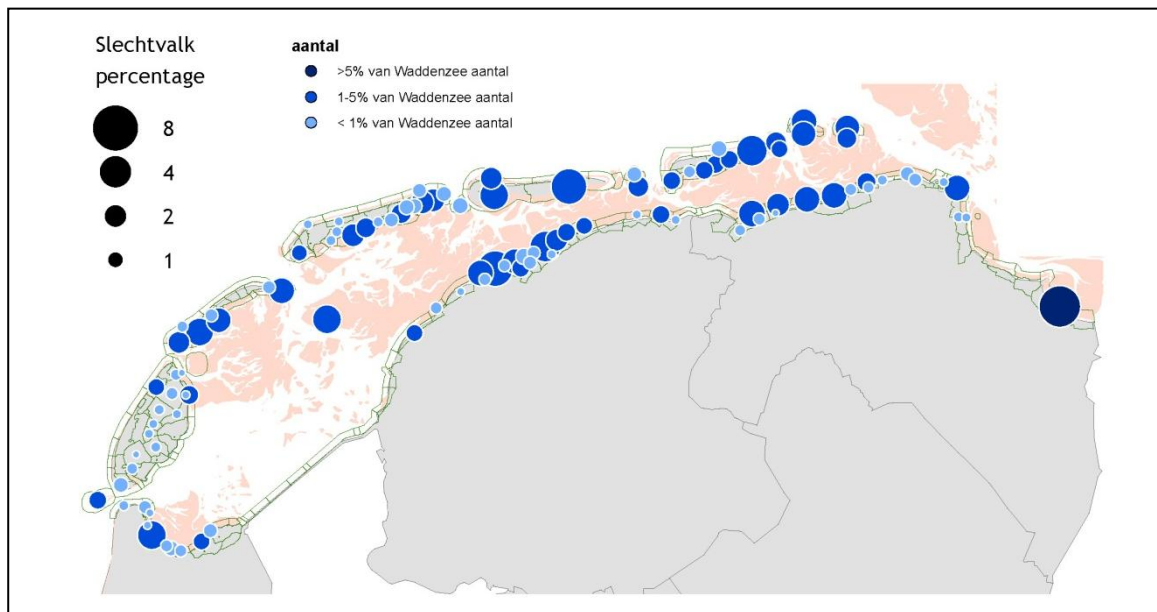 Slechtvalk
percentage
8
4
2
1
aantal
>5% van Waddenzee aantal
1-5% van Waddenzee aantal
< 1% van Waddenzee aantal